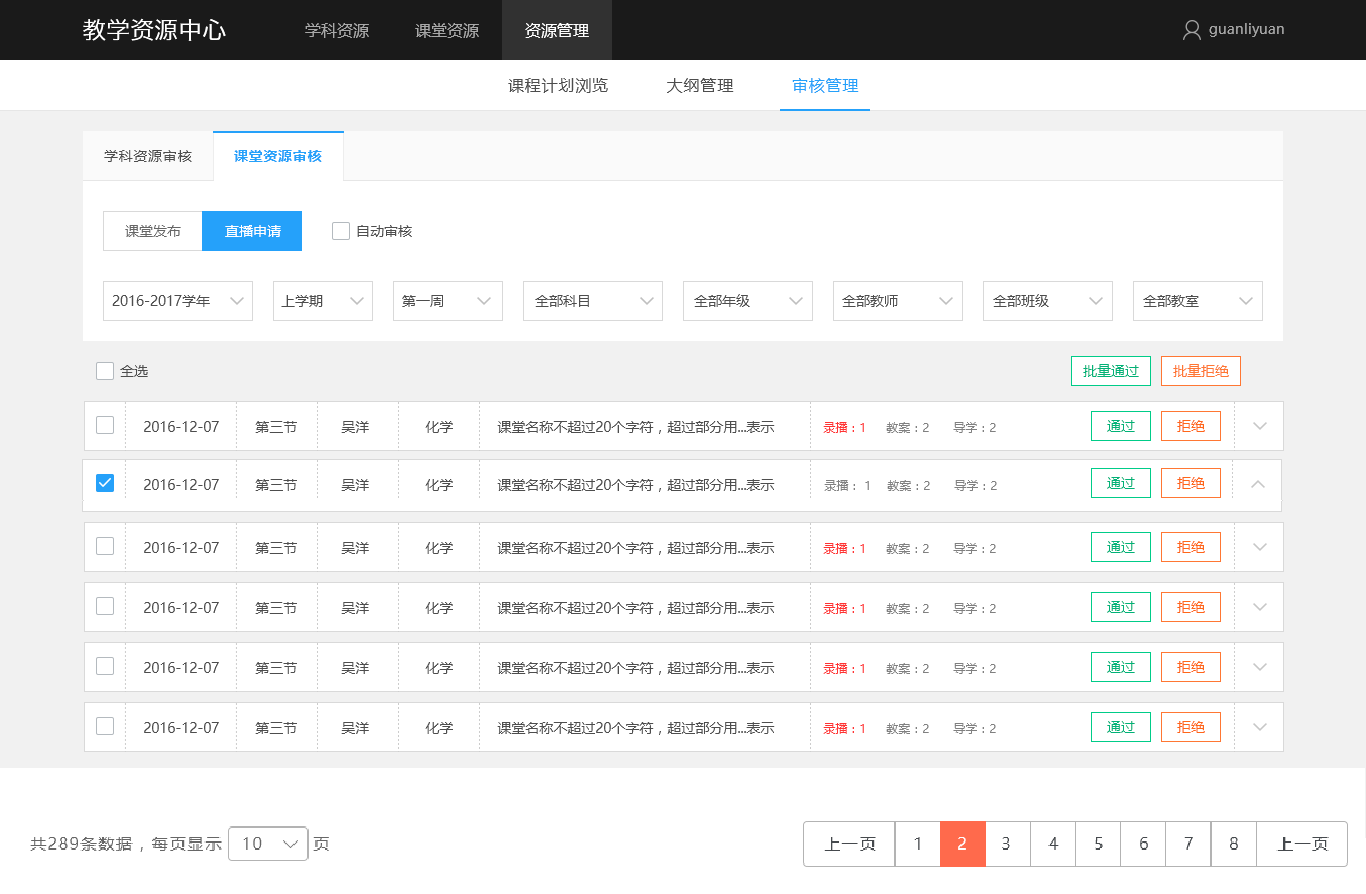 教学资源中心 学科资源 课堂资源 资源管理 guanliyuan
课程计划浏览 大纲管理 审核管理
学科资源审核 课堂资源审核
课堂发布 直播申请 自动审核
2016-2017学年 上学期 第一周 全部科目 全部年级 全部教师 全部班级 全部教室
全选 批量通过 批量拒绝
2016-12-07 第三节 吴洋 化学 课堂名称不超过20个字符，超过部分用...表示 录播：1 教案：2 导学：2 通过 拒绝
2016-12-07 第三节 吴洋 化学 课堂名称不超过20个字符，超过部分用...表示 录播： 1 教案：2 导学：2 通过 拒绝
2016-12-07 第三节 吴洋 化学 课堂名称不超过20个字符，超过部分用...表示 录播：1 教案：2 导学：2 通过 拒绝
2016-12-07 第三节 吴洋 化学 课堂名称不超过20个字符，超过部分用...表示 录播：1 教案：2 导学：2 通过 拒绝
2016-12-07 第三节 吴洋 化学 课堂名称不超过20个字符，超过部分用...表示 录播：1 教案：2 导学：2 通过 拒绝
2016-12-07 第三节 吴洋 化学 课堂名称不超过20个字符，超过部分用...表示 录播：1 教案：2 导学：2 通过 拒绝
共289条数据，每页显示 10 页 上一页 1 2 3 4 5 6 7 8 上一页